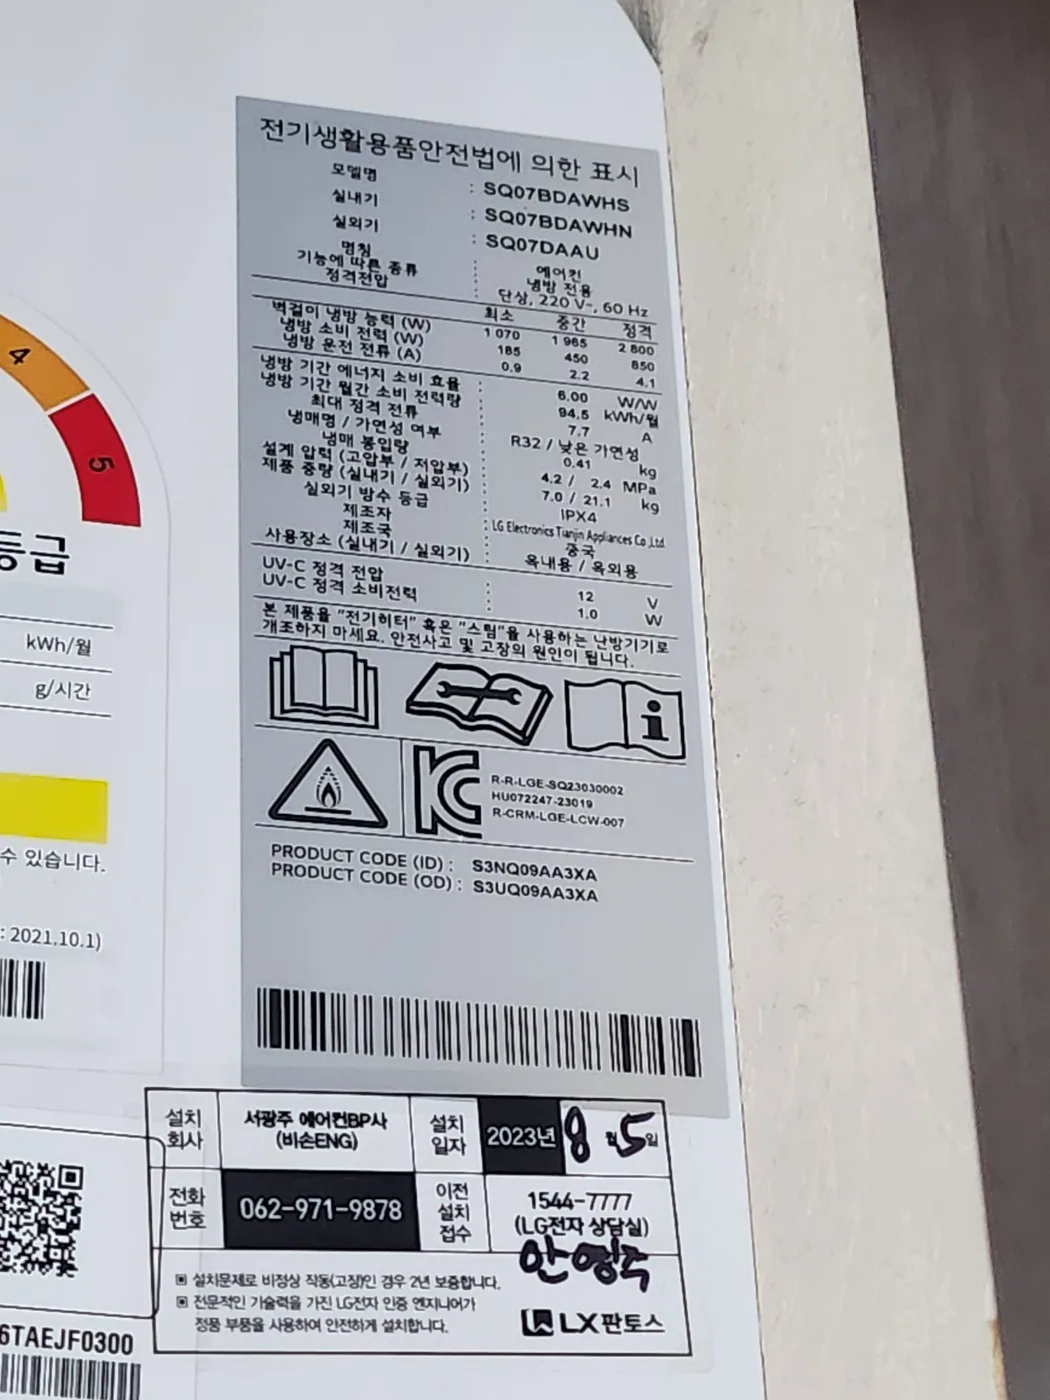 4
5
등급
kWh/월
g/시간
수 있습니다.
: 2021.10.1)
6TAEJF0300
전기생활용품안전법에 의한 표시
모델명 : SQ07BDAWHS
실내기 : SQ07BDAWHN
실외기 : SQ07DAAU
명칭 : 에어컨
기능에 따른 종류 : 냉방 전용
정격전압 : 단상, 220 V~, 60 Hz
최소 중간 정격
벽걸이 냉방 능력 (W) 1 070 1 965 2 800
냉방 소비 전력 (W) 185 450 850
냉방 운전 전류 (A) 0.9 2.2 4.1
냉방 기간 에너지 소비 효율 : 6.00 W/W
냉방 기간 월간 소비 전력량 : 94.5 kWh/월
최대 정격 전류 : 7.7 A
냉매명 / 가연성 여부 : R32 / 낮은 가연성
냉매 봉입량 : 0.41 kg
설계 압력 (고압부 / 저압부) : 4.2 / 2.4 MPa
제품 중량 (실내기 / 실외기) : 7.0 / 21.1 kg
실외기 방수 등급 : IPX4
제조자 : LG Electronics Tianjin Appliances Co.,Ltd.
제조국 : 중국
사용장소 (실내기 / 실외기) : 옥내용 / 옥외용
UV-C 정격 전압 : 12 V
UV-C 정격 소비전력 : 1.0 W
본 제품을 "전기히터" 혹은 "스팀"을 사용하는 난방기기로
개조하지 마세요. 안전사고 및 고장의 원인이 됩니다.
R-R-LGE-SQ23030002
HU072247-23019
R-CRM-LGE-LCW-007
PRODUCT CODE (ID) : S3NQ09AA3XA
PRODUCT CODE (OD) : S3UQ09AA3XA
설치 회사 서광주 에어컨BP사 (비손ENG) 설치 일자 2023년 8월 5일
전화 번호 062-971-9878 이전 설치 접수 1544-7777 (LG전자 상담실)
안영주
▣ 설치문제로 비정상 작동(고장)인 경우 2년 보증합니다.
▣ 전문적인 기술력을 가진 LG전자 인증 엔지니어가
정품 부품을 사용하여 안전하게 설치합니다.
LX판토스